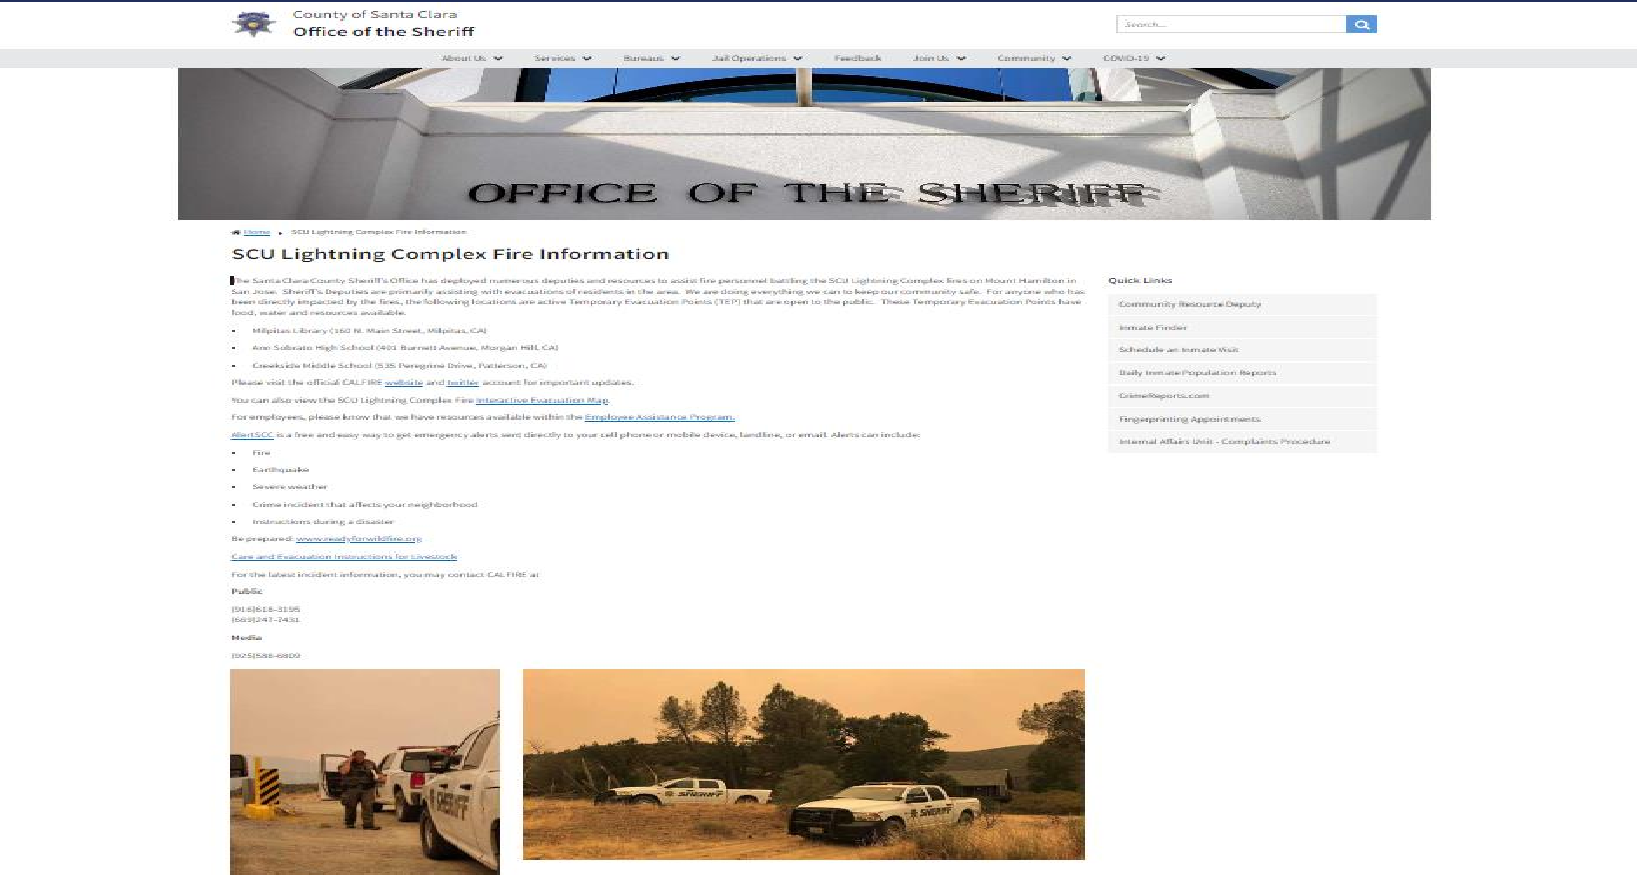 County of Santa Clara
Office of the Sheriff
Search...
About Us
Services
Bureaus
Jail Operations
Feedback
Join Us
Community
COVID-19
OFFICE OF THE SHERIFF
Home
SCU Lightning Complex Fire Information
SCU Lightning Complex Fire Information
The Santa Clara County Sheriff's Office has deployed numerous deputies and resources to assist fire personnel battling the SCU Lightning Complex fires on Mount Hamilton in
San Jose. Sheriff's Deputies are primarily assisting with evacuations of residents in the area. We are doing everything we can to keep our community safe. For anyone who has
been directly impacted by the fires, the following locations are active Temporary Evacuation Points (TEP) that are open to the public. These Temporary Evacuation Points have
food, water and resources available.
• Milpitas Library (160 N. Main Street, Milpitas, CA)
• Ann Sobrato High School (401 Burnett Avenue, Morgan Hill, CA)
• Creekside Middle School (535 Peregrine Drive, Patterson, CA)
Please visit the official CALFIRE website and twitter account for important updates.
You can also view the SCU Lightning Complex Fire Interactive Evacuation Map.
For employees, please know that we have resources available within the Employee Assistance Program.
AlertSCC is a free and easy way to get emergency alerts sent directly to your cell phone or mobile device, landline, or email. Alerts can include:
• Fire
• Earthquake
• Severe weather
• Crime incident that affects your neighborhood
• Instructions during a disaster
Be prepared: www.readyforwildfire.org
Care and Evacuation Instructions for Livestock
For the latest incident information, you may contact CALFIRE at
Public
(669)247-7431
Media
Quick Links
Community Resource Deputy
Inmate Finder
Schedule an Inmate Visit
Daily Inmate Population Reports
CrimeReports.com
Fingerprinting Appointments
Internal Affairs Unit - Complaints Procedure
SHERIFF
SHERIFF
SHERIFF